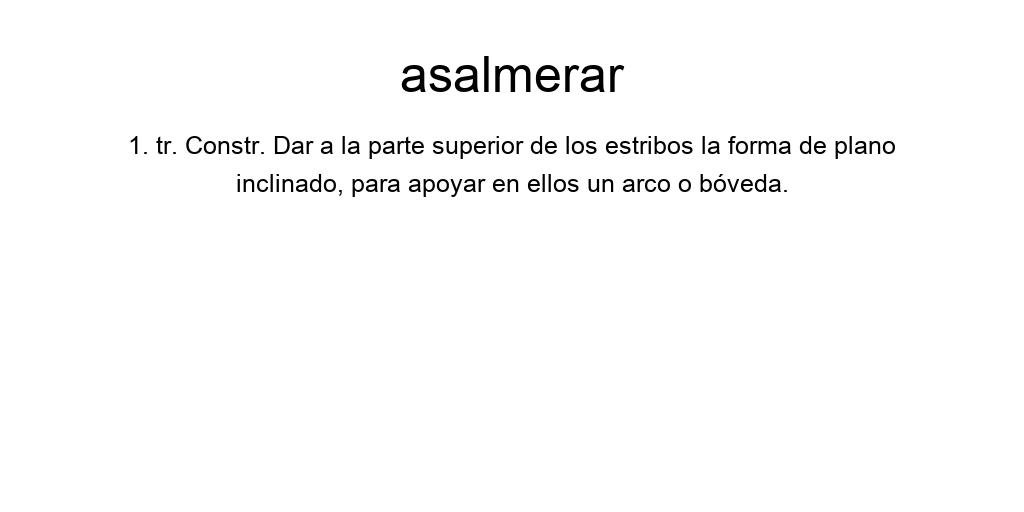 asalmerar
1. tr. Constr. Dar a la parte superior de los estribos la forma de plano
inclinado, para apoyar en ellos un arco o bóveda.